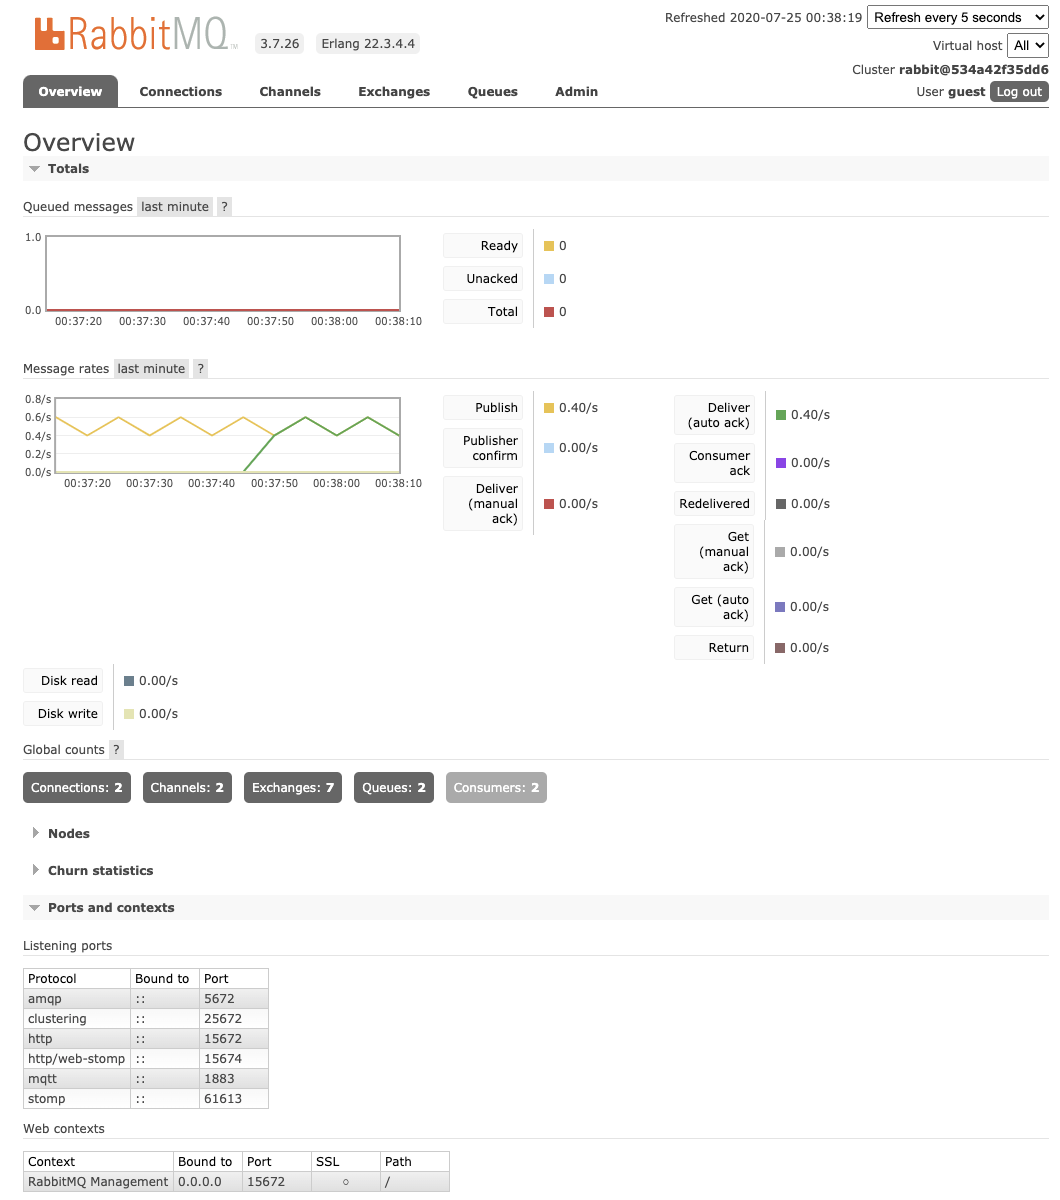 RabbitMQ TM 3.7.26 Erlang 22.3.4.4
Refreshed 2020-07-25 00:38:19 Refresh every 5 seconds
Virtual host All
Cluster rabbit@534a42f35dd6
User guest Log out
Overview Connections Channels Exchanges Queues Admin
Overview
Totals
Queued messages last minute ?
1.0
0.0
00:37:20 00:37:30 00:37:40 00:37:50 00:38:00 00:38:10
Ready 0
Unacked 0
Total 0
Message rates last minute ?
0.8/s
0.6/s
0.4/s
0.2/s
0.0/s
00:37:20 00:37:30 00:37:40 00:37:50 00:38:00 00:38:10
Publish 0.40/s
Publisher
confirm 0.00/s
Deliver
(manual
ack) 0.00/s
Deliver
(auto ack) 0.40/s
Consumer
ack 0.00/s
Redelivered 0.00/s
Get
(manual
ack) 0.00/s
Get (auto
ack) 0.00/s
Return 0.00/s
Disk read 0.00/s
Disk write 0.00/s
Global counts ?
Connections: 2 Channels: 2 Exchanges: 7 Queues: 2 Consumers: 2
Nodes
Churn statistics
Ports and contexts
Listening ports
Protocol Bound to Port
amqp :: 5672
clustering :: 25672
http :: 15672
http/web-stomp :: 15674
mqtt :: 1883
stomp :: 61613
Web contexts
Context Bound to Port SSL Path
RabbitMQ Management 0.0.0.0 15672 ○ /